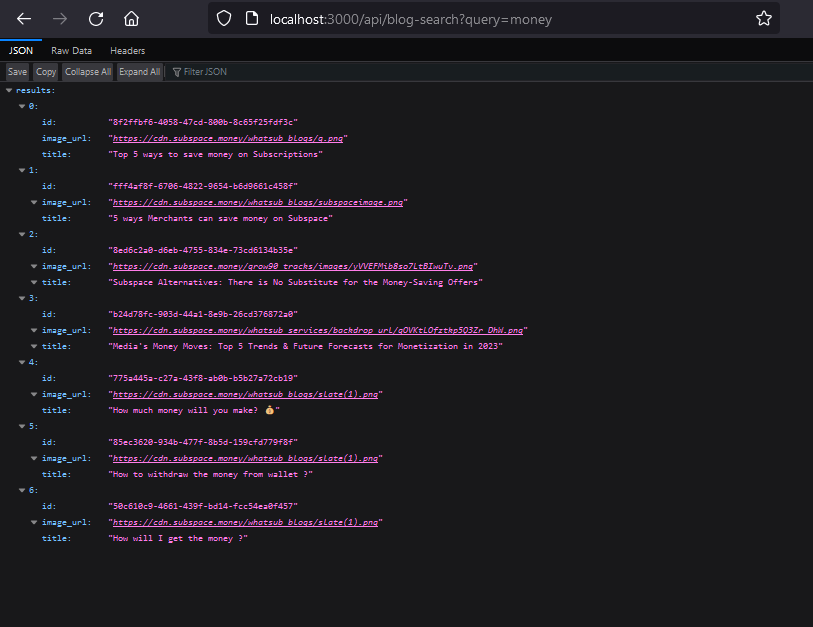 localhost:3000/api/blog-search?query=money
JSON Raw Data Headers
Save Copy Collapse All Expand All Filter JSON
results:
0:
id: "8f2ffbf6-4058-47cd-800b-8c65f25fdf3c"
image_url: "https://cdn.subspace.money/whatsub_blogs/q.png"
title: "Top 5 ways to save money on Subscriptions"
1:
id: "fff4af8f-6706-4822-9654-b6d9661c458f"
image_url: "https://cdn.subspace.money/whatsub_blogs/subspaceimage.png"
title: "5 ways Merchants can save money on Subspace"
2:
id: "8ed6c2a0-d6eb-4755-834e-73cd6134b35e"
image_url: "https://cdn.subspace.money/grow90_tracks/images/yVVEFMib8so7LtBIwuTv.png"
title: "Subspace Alternatives: There is No Substitute for the Money-Saving Offers"
3:
id: "b24d78fc-903d-44a1-8e9b-26cd376872a0"
image_url: "https://cdn.subspace.money/whatsub_services/backdrop_url/gOVKtLOfztkp5Q3Zr_DhW.png"
title: "Media's Money Moves: Top 5 Trends & Future Forecasts for Monetization in 2023"
4:
id: "775a445a-c27a-43f8-ab0b-b5b27a72cb19"
image_url: "https://cdn.subspace.money/whatsub_blogs/slate(1).png"
title: "How much money will you make? 💰"
5:
id: "85ec3620-934b-477f-8b5d-159cfd779f8f"
image_url: "https://cdn.subspace.money/whatsub_blogs/slate(1).png"
title: "How to withdraw the money from wallet ?"
6:
id: "50c610c9-4661-439f-bd14-fcc54ea0f457"
image_url: "https://cdn.subspace.money/whatsub_blogs/slate(1).png"
title: "How will I get the money ?"